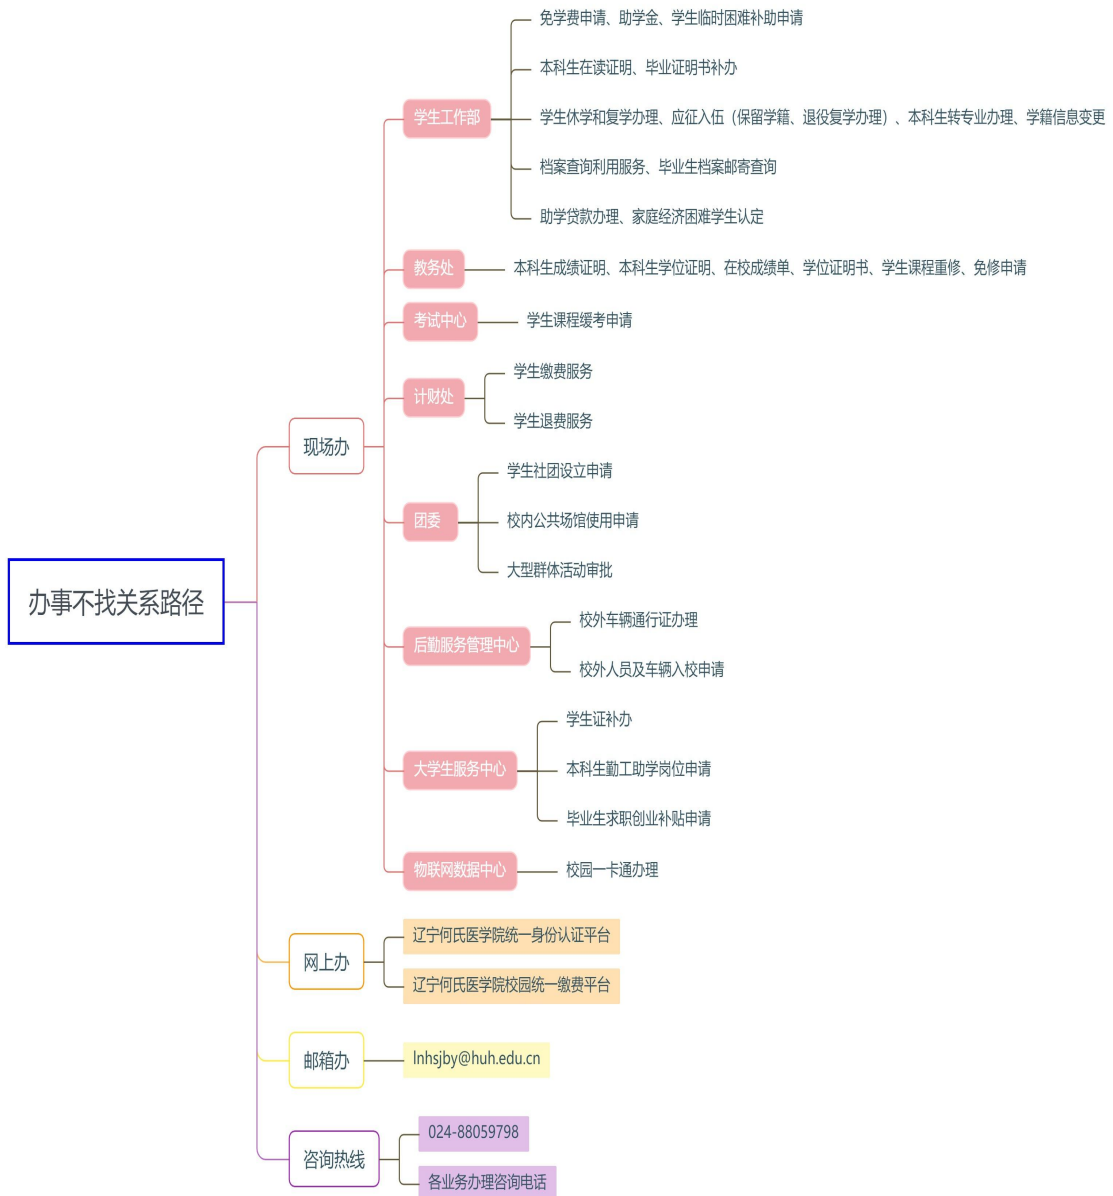 办事不找关系路径
现场办
学生工作部
免学费申请、助学金、学生临时困难补助申请
本科生在读证明、毕业证明书补办
学生休学和复学办理、应征入伍（保留学籍、退役复学办理）、本科生转专业办理、学籍信息变更
档案查询利用服务、毕业生档案邮寄查询
助学贷款办理、家庭经济困难学生认定
教务处
本科生成绩证明、本科生学位证明、在校成绩单、学位证明书、学生课程重修、免修申请
考试中心
学生课程缓考申请
计财处
学生缴费服务
学生退费服务
团委
学生社团设立申请
校内公共场馆使用申请
大型群体活动审批
后勤服务管理中心
校外车辆通行证办理
校外人员及车辆入校申请
大学生服务中心
学生证补办
本科生勤工助学岗位申请
毕业生求职创业补贴申请
物联网数据中心
校园一卡通办理
网上办
辽宁何氏医学院统一身份认证平台
辽宁何氏医学院校园统一缴费平台
邮箱办
lnhsjby@huh.edu.cn
咨询热线
024-88059798
各业务办理咨询电话